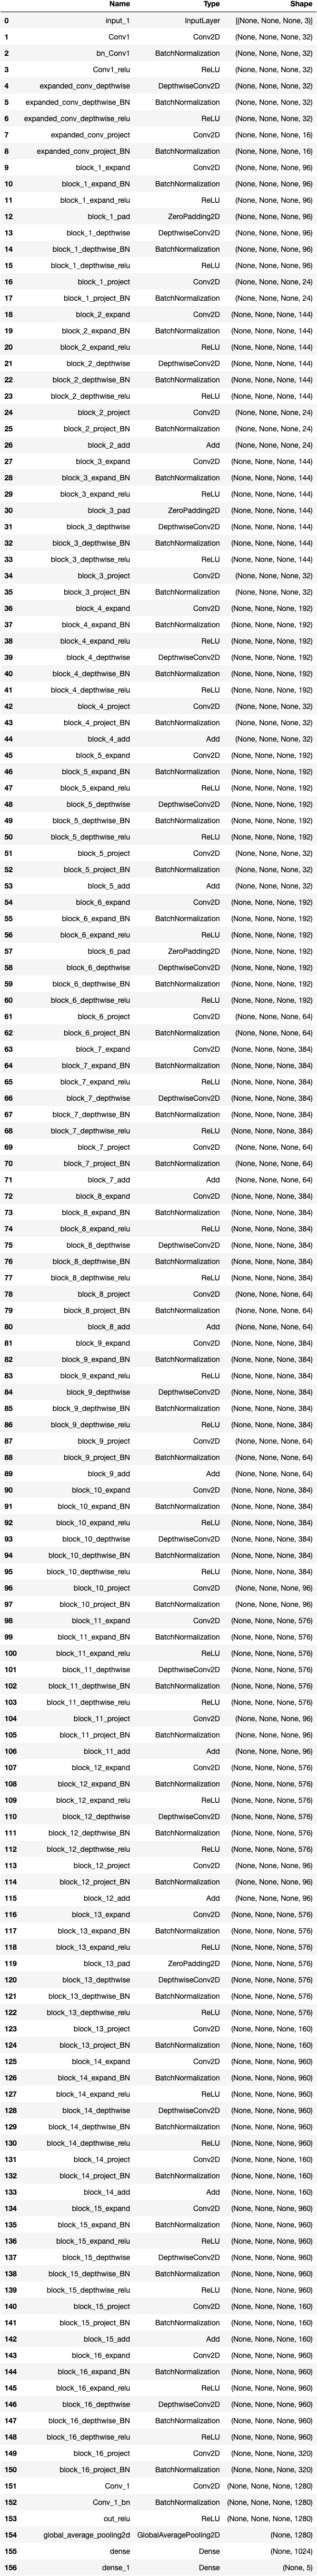 Name Type Shape
0 input_1 InputLayer [(None, None, None, 3)]
1 Conv1 Conv2D (None, None, None, 32)
2 bn_Conv1 BatchNormalization (None, None, None, 32)
3 Conv1_relu ReLU (None, None, None, 32)
4 expanded_conv_depthwise DepthwiseConv2D (None, None, None, 32)
5 expanded_conv_depthwise_BN BatchNormalization (None, None, None, 32)
6 expanded_conv_depthwise_relu ReLU (None, None, None, 32)
7 expanded_conv_project Conv2D (None, None, None, 16)
8 expanded_conv_project_BN BatchNormalization (None, None, None, 16)
9 block_1_expand Conv2D (None, None, None, 96)
10 block_1_expand_BN BatchNormalization (None, None, None, 96)
11 block_1_expand_relu ReLU (None, None, None, 96)
12 block_1_pad ZeroPadding2D (None, None, None, 96)
13 block_1_depthwise DepthwiseConv2D (None, None, None, 96)
14 block_1_depthwise_BN BatchNormalization (None, None, None, 96)
15 block_1_depthwise_relu ReLU (None, None, None, 96)
16 block_1_project Conv2D (None, None, None, 24)
17 block_1_project_BN BatchNormalization (None, None, None, 24)
18 block_2_expand Conv2D (None, None, None, 144)
19 block_2_expand_BN BatchNormalization (None, None, None, 144)
20 block_2_expand_relu ReLU (None, None, None, 144)
21 block_2_depthwise DepthwiseConv2D (None, None, None, 144)
22 block_2_depthwise_BN BatchNormalization (None, None, None, 144)
23 block_2_depthwise_relu ReLU (None, None, None, 144)
24 block_2_project Conv2D (None, None, None, 24)
25 block_2_project_BN BatchNormalization (None, None, None, 24)
26 block_2_add Add (None, None, None, 24)
27 block_3_expand Conv2D (None, None, None, 144)
28 block_3_expand_BN BatchNormalization (None, None, None, 144)
29 block_3_expand_relu ReLU (None, None, None, 144)
30 block_3_pad ZeroPadding2D (None, None, None, 144)
31 block_3_depthwise DepthwiseConv2D (None, None, None, 144)
32 block_3_depthwise_BN BatchNormalization (None, None, None, 144)
33 block_3_depthwise_relu ReLU (None, None, None, 144)
34 block_3_project Conv2D (None, None, None, 32)
35 block_3_project_BN BatchNormalization (None, None, None, 32)
36 block_4_expand Conv2D (None, None, None, 192)
37 block_4_expand_BN BatchNormalization (None, None, None, 192)
38 block_4_expand_relu ReLU (None, None, None, 192)
39 block_4_depthwise DepthwiseConv2D (None, None, None, 192)
40 block_4_depthwise_BN BatchNormalization (None, None, None, 192)
41 block_4_depthwise_relu ReLU (None, None, None, 192)
42 block_4_project Conv2D (None, None, None, 32)
43 block_4_project_BN BatchNormalization (None, None, None, 32)
44 block_4_add Add (None, None, None, 32)
45 block_5_expand Conv2D (None, None, None, 192)
46 block_5_expand_BN BatchNormalization (None, None, None, 192)
47 block_5_expand_relu ReLU (None, None, None, 192)
48 block_5_depthwise DepthwiseConv2D (None, None, None, 192)
49 block_5_depthwise_BN BatchNormalization (None, None, None, 192)
50 block_5_depthwise_relu ReLU (None, None, None, 192)
51 block_5_project Conv2D (None, None, None, 32)
52 block_5_project_BN BatchNormalization (None, None, None, 32)
53 block_5_add Add (None, None, None, 32)
54 block_6_expand Conv2D (None, None, None, 192)
55 block_6_expand_BN BatchNormalization (None, None, None, 192)
56 block_6_expand_relu ReLU (None, None, None, 192)
57 block_6_pad ZeroPadding2D (None, None, None, 192)
58 block_6_depthwise DepthwiseConv2D (None, None, None, 192)
59 block_6_depthwise_BN BatchNormalization (None, None, None, 192)
60 block_6_depthwise_relu ReLU (None, None, None, 192)
61 block_6_project Conv2D (None, None, None, 64)
62 block_6_project_BN BatchNormalization (None, None, None, 64)
63 block_7_expand Conv2D (None, None, None, 384)
64 block_7_expand_BN BatchNormalization (None, None, None, 384)
65 block_7_expand_relu ReLU (None, None, None, 384)
66 block_7_depthwise DepthwiseConv2D (None, None, None, 384)
67 block_7_depthwise_BN BatchNormalization (None, None, None, 384)
68 block_7_depthwise_relu ReLU (None, None, None, 384)
69 block_7_project Conv2D (None, None, None, 64)
70 block_7_project_BN BatchNormalization (None, None, None, 64)
71 block_7_add Add (None, None, None, 64)
72 block_8_expand Conv2D (None, None, None, 384)
73 block_8_expand_BN BatchNormalization (None, None, None, 384)
74 block_8_expand_relu ReLU (None, None, None, 384)
75 block_8_depthwise DepthwiseConv2D (None, None, None, 384)
76 block_8_depthwise_BN BatchNormalization (None, None, None, 384)
77 block_8_depthwise_relu ReLU (None, None, None, 384)
78 block_8_project Conv2D (None, None, None, 64)
79 block_8_project_BN BatchNormalization (None, None, None, 64)
80 block_8_add Add (None, None, None, 64)
81 block_9_expand Conv2D (None, None, None, 384)
82 block_9_expand_BN BatchNormalization (None, None, None, 384)
83 block_9_expand_relu ReLU (None, None, None, 384)
84 block_9_depthwise DepthwiseConv2D (None, None, None, 384)
85 block_9_depthwise_BN BatchNormalization (None, None, None, 384)
86 block_9_depthwise_relu ReLU (None, None, None, 384)
87 block_9_project Conv2D (None, None, None, 64)
88 block_9_project_BN BatchNormalization (None, None, None, 64)
89 block_9_add Add (None, None, None, 64)
90 block_10_expand Conv2D (None, None, None, 384)
91 block_10_expand_BN BatchNormalization (None, None, None, 384)
92 block_10_expand_relu ReLU (None, None, None, 384)
93 block_10_depthwise DepthwiseConv2D (None, None, None, 384)
94 block_10_depthwise_BN BatchNormalization (None, None, None, 384)
95 block_10_depthwise_relu ReLU (None, None, None, 384)
96 block_10_project Conv2D (None, None, None, 96)
97 block_10_project_BN BatchNormalization (None, None, None, 96)
98 block_11_expand Conv2D (None, None, None, 576)
99 block_11_expand_BN BatchNormalization (None, None, None, 576)
100 block_11_expand_relu ReLU (None, None, None, 576)
101 block_11_depthwise DepthwiseConv2D (None, None, None, 576)
102 block_11_depthwise_BN BatchNormalization (None, None, None, 576)
103 block_11_depthwise_relu ReLU (None, None, None, 576)
104 block_11_project Conv2D (None, None, None, 96)
105 block_11_project_BN BatchNormalization (None, None, None, 96)
106 block_11_add Add (None, None, None, 96)
107 block_12_expand Conv2D (None, None, None, 576)
108 block_12_expand_BN BatchNormalization (None, None, None, 576)
109 block_12_expand_relu ReLU (None, None, None, 576)
110 block_12_depthwise DepthwiseConv2D (None, None, None, 576)
111 block_12_depthwise_BN BatchNormalization (None, None, None, 576)
112 block_12_depthwise_relu ReLU (None, None, None, 576)
113 block_12_project Conv2D (None, None, None, 96)
114 block_12_project_BN BatchNormalization (None, None, None, 96)
115 block_12_add Add (None, None, None, 96)
116 block_13_expand Conv2D (None, None, None, 576)
117 block_13_expand_BN BatchNormalization (None, None, None, 576)
118 block_13_expand_relu ReLU (None, None, None, 576)
119 block_13_pad ZeroPadding2D (None, None, None, 576)
120 block_13_depthwise DepthwiseConv2D (None, None, None, 576)
121 block_13_depthwise_BN BatchNormalization (None, None, None, 576)
122 block_13_depthwise_relu ReLU (None, None, None, 576)
123 block_13_project Conv2D (None, None, None, 160)
124 block_13_project_BN BatchNormalization (None, None, None, 160)
125 block_14_expand Conv2D (None, None, None, 960)
126 block_14_expand_BN BatchNormalization (None, None, None, 960)
127 block_14_expand_relu ReLU (None, None, None, 960)
128 block_14_depthwise DepthwiseConv2D (None, None, None, 960)
129 block_14_depthwise_BN BatchNormalization (None, None, None, 960)
130 block_14_depthwise_relu ReLU (None, None, None, 960)
131 block_14_project Conv2D (None, None, None, 160)
132 block_14_project_BN BatchNormalization (None, None, None, 160)
133 block_14_add Add (None, None, None, 160)
134 block_15_expand Conv2D (None, None, None, 960)
135 block_15_expand_BN BatchNormalization (None, None, None, 960)
136 block_15_expand_relu ReLU (None, None, None, 960)
137 block_15_depthwise DepthwiseConv2D (None, None, None, 960)
138 block_15_depthwise_BN BatchNormalization (None, None, None, 960)
139 block_15_depthwise_relu ReLU (None, None, None, 960)
140 block_15_project Conv2D (None, None, None, 160)
141 block_15_project_BN BatchNormalization (None, None, None, 160)
142 block_15_add Add (None, None, None, 160)
143 block_16_expand Conv2D (None, None, None, 960)
144 block_16_expand_BN BatchNormalization (None, None, None, 960)
145 block_16_expand_relu ReLU (None, None, None, 960)
146 block_16_depthwise DepthwiseConv2D (None, None, None, 960)
147 block_16_depthwise_BN BatchNormalization (None, None, None, 960)
148 block_16_depthwise_relu ReLU (None, None, None, 960)
149 block_16_project Conv2D (None, None, None, 320)
150 block_16_project_BN BatchNormalization (None, None, None, 320)
151 Conv_1 Conv2D (None, None, None, 1280)
152 Conv_1_bn BatchNormalization (None, None, None, 1280)
153 out_relu ReLU (None, None, None, 1280)
154 global_average_pooling2d GlobalAveragePooling2D (None, 1280)
155 dense Dense (None, 1024)
156 dense_1 Dense (None, 5)